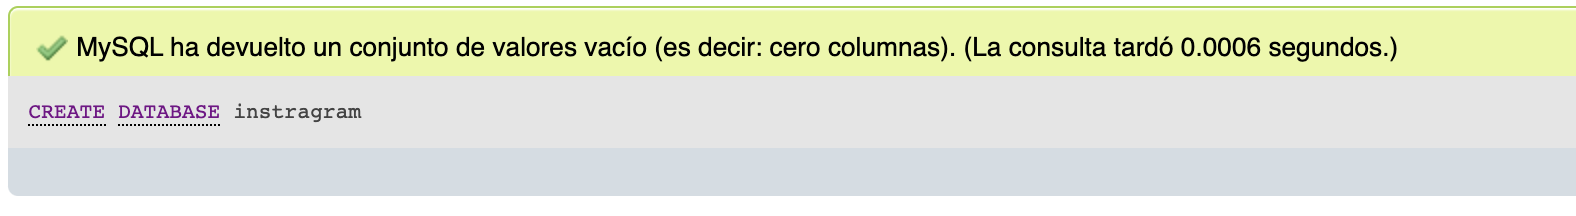 MySQL ha devuelto un conjunto de valores vacío (es decir: cero columnas). (La consulta tardó 0.0006 segundos.)
CREATE DATABASE instragram